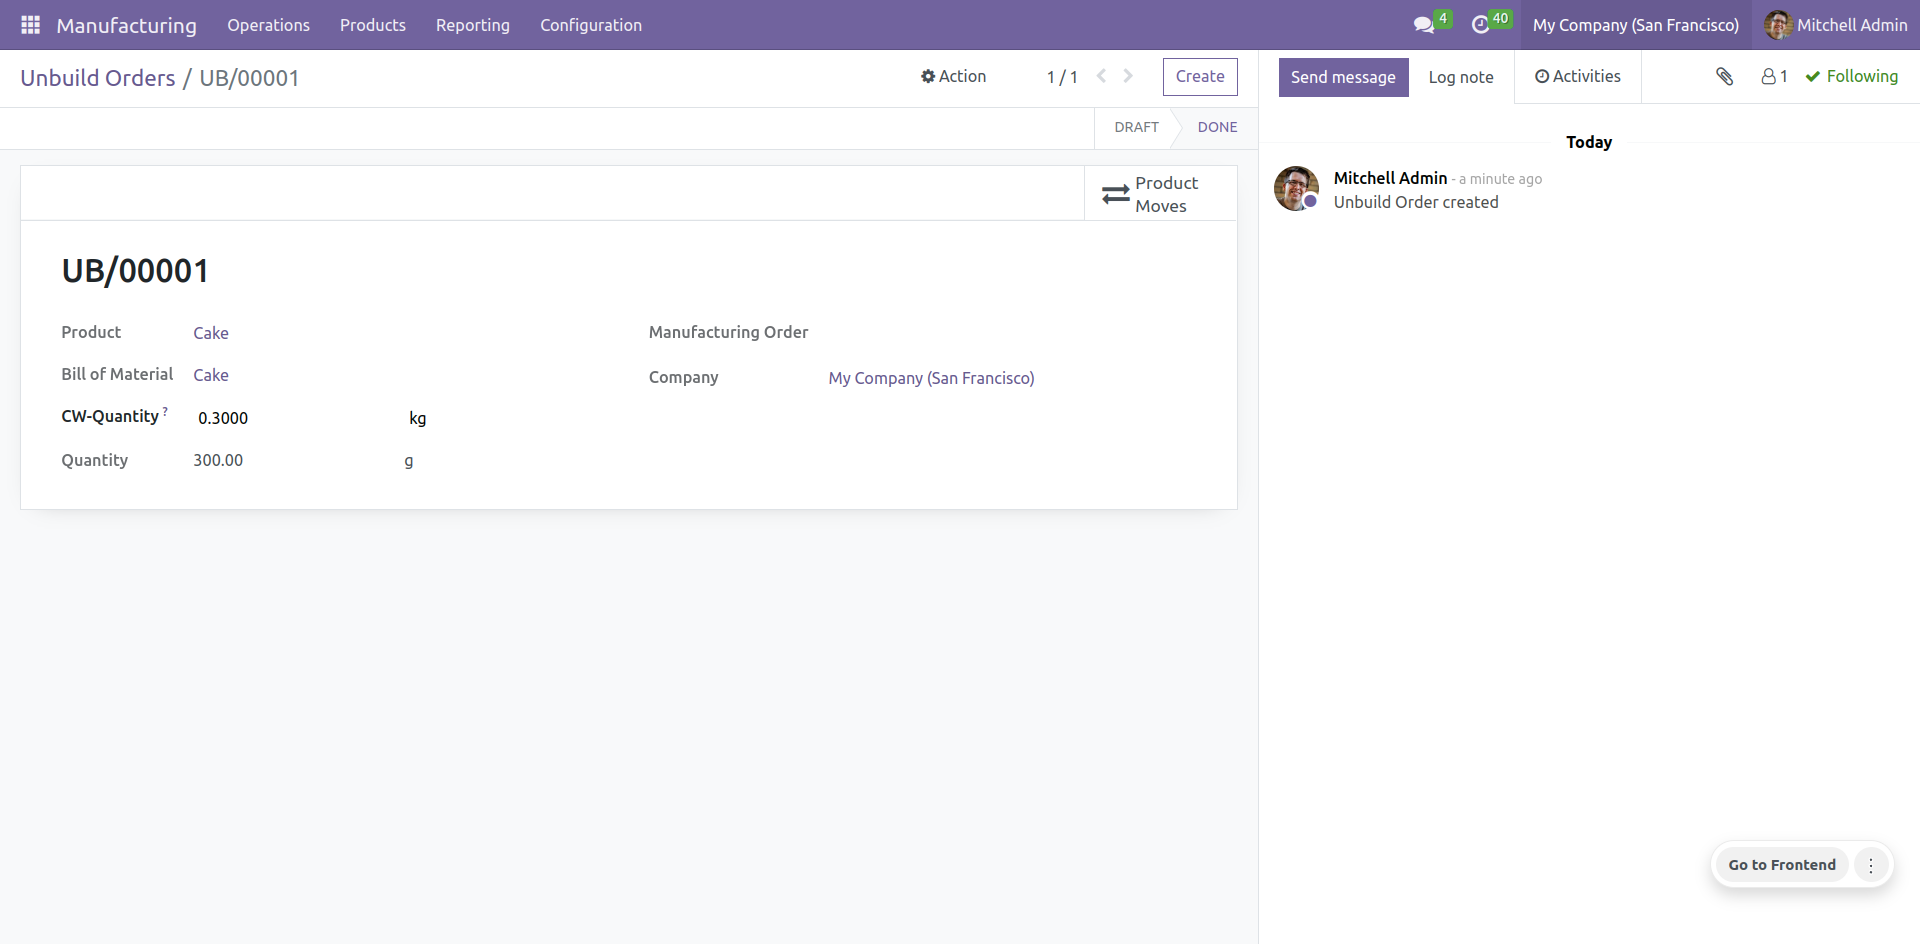 Manufacturing Operations Products Reporting Configuration 4 40 My Company (San Francisco) Mitchell Admin
Unbuild Orders / UB/00001 Action 1 / 1 Create
DRAFT DONE
Product
Moves
UB/00001
Product Cake Manufacturing Order
Bill of Material Cake Company My Company (San Francisco)
CW-Quantity ? 0.3000 kg
Quantity 300.00 g
Send message Log note Activities 1 Following
Today
Mitchell Admin - a minute ago
Unbuild Order created
Go to Frontend